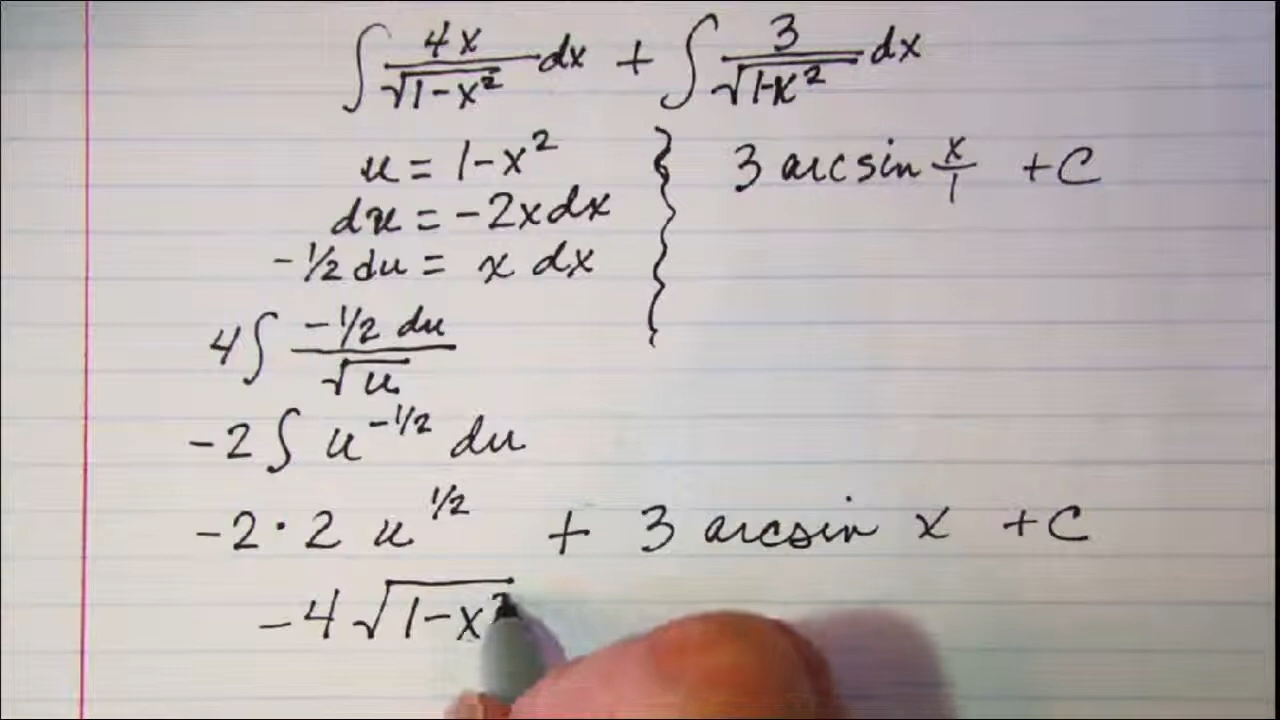 ∫ 4x/√(1-x²) dx + ∫ 3/√(1-x²) dx
u = 1-x² } 3 arcsin x/1 + C
du = -2x dx
-1/2 du = x dx
4∫ (-1/2 du)/√u
-2∫ u^(-1/2) du
-2·2 u^(1/2) + 3 arcsin x + C
-4√(1-x²)